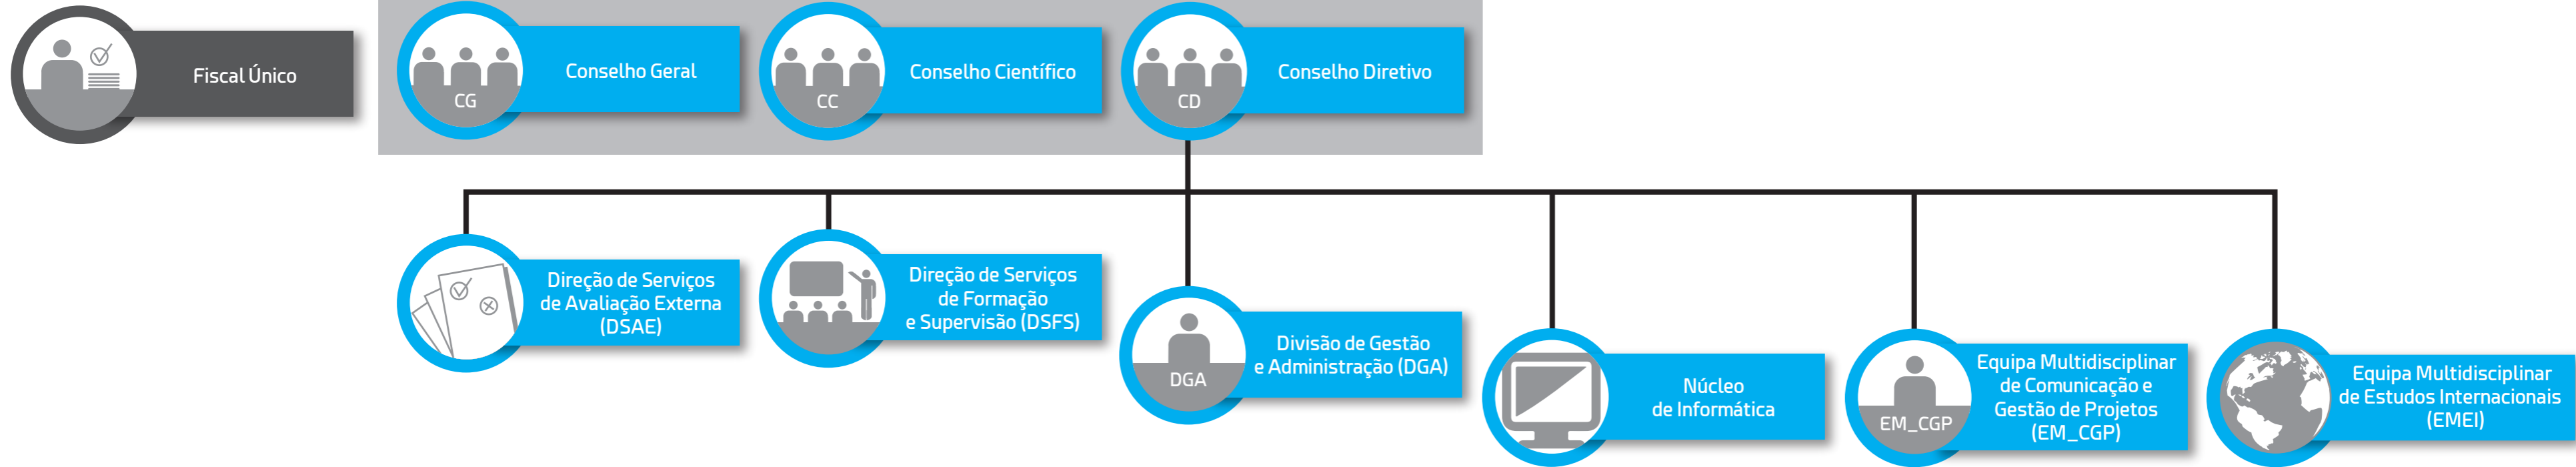 Fiscal Único
CG
Conselho Geral
CC
Conselho Científico
CD
Conselho Diretivo
Direção de Serviços
de Avaliação Externa
(DSAE)
Direção de Serviços
de Formação
e Supervisão (DSFS)
DGA
Divisão de Gestão
e Administração (DGA)
Núcleo
de Informática
EM_CGP
Equipa Multidisciplinar
de Comunicação e
Gestão de Projetos
(EM_CGP)
Equipa Multidisciplinar
de Estudos Internacionais
(EMEI)